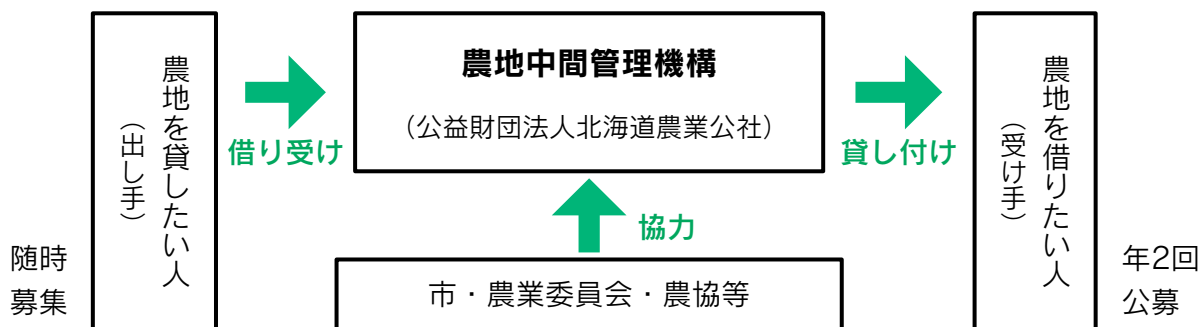 農地を貸したい人
（出し手）
随時
募集
借り受け
農地中間管理機構
（公益財団法人北海道農業公社）
貸し付け
協力
市・農業委員会・農協等
農地を借りたい人
（受け手）
年2回
公募